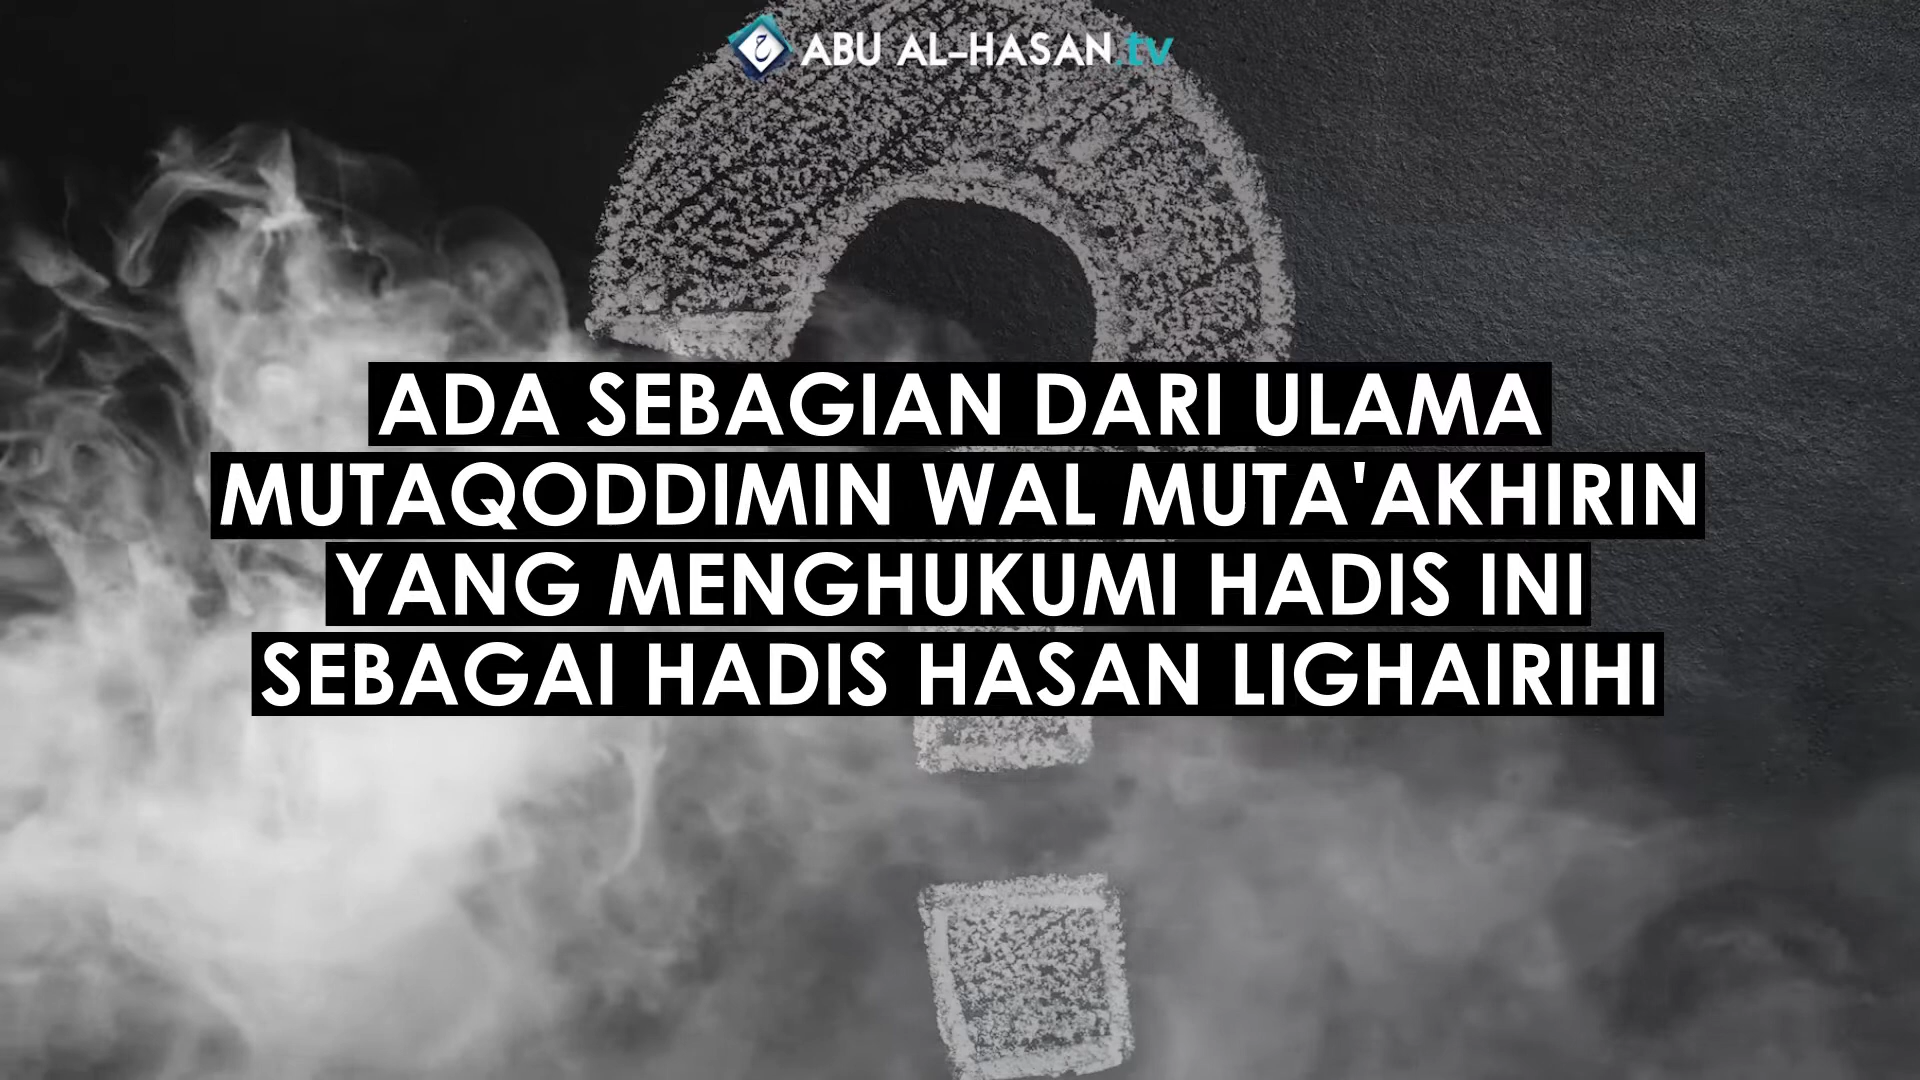 ح ABU AL-HASAN.tv
ADA SEBAGIAN DARI ULAMA
MUTAQODDIMIN WAL MUTA'AKHIRIN
YANG MENGHUKUMI HADIS INI
SEBAGAI HADIS HASAN LIGHAIRIHI